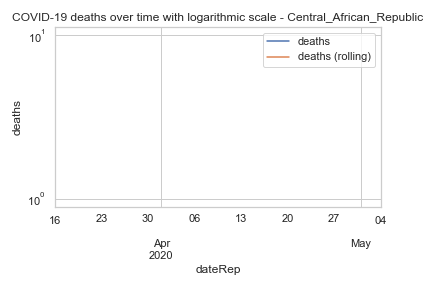 COVID-19 deaths over time with logarithmic scale - Central_African_Republic
10¹
deaths
deaths (rolling)
deaths
10⁰
16 23 30 06 13 20 27 04
Apr May
2020
dateRep